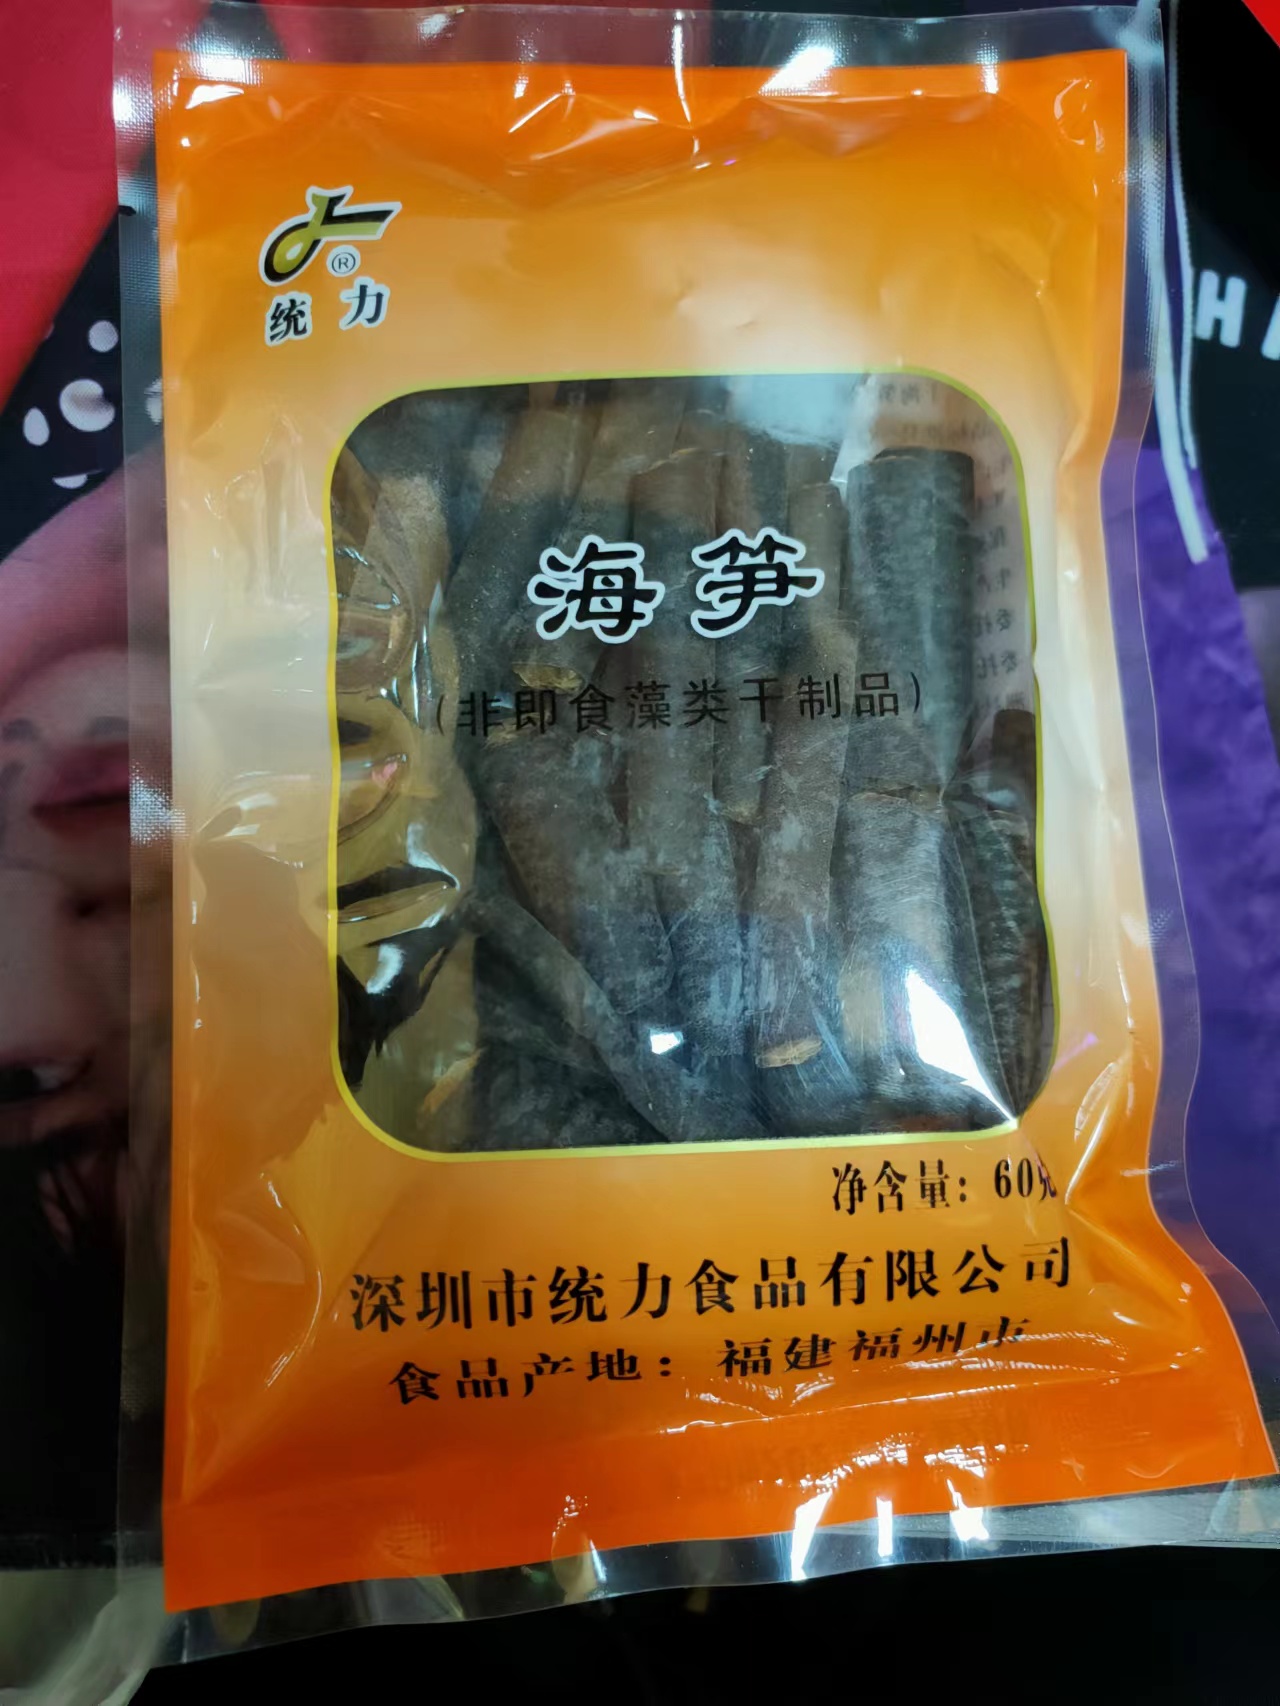 ®
统力
海笋
(非即食藻类干制品)
净含量：60克
深圳市统力食品有限公司
食品产地：福建福州市
H